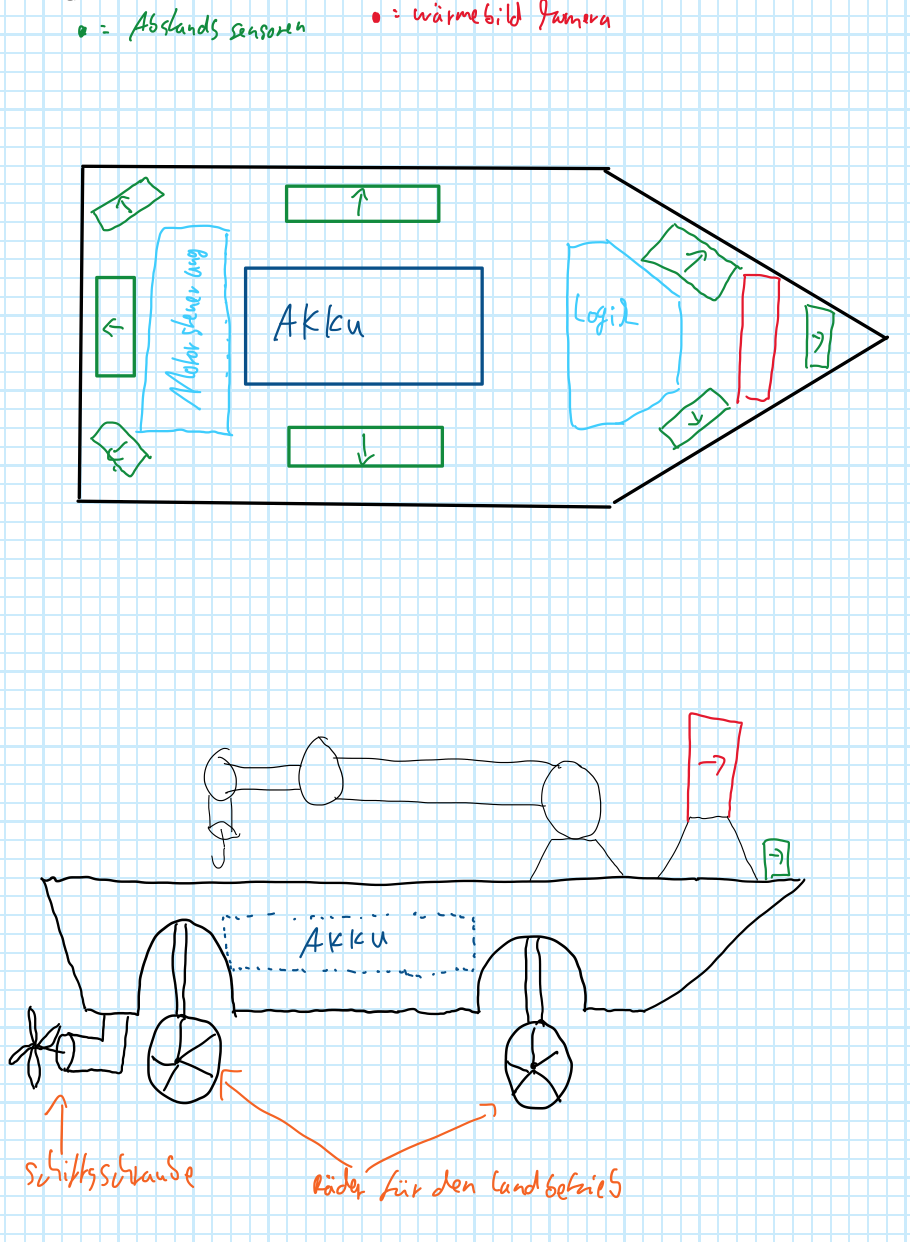 = Abstands sensoren
= wärmebild kamera
Motorsteuerung
AKKu
Logik
AKKu
Schiffsschraube
Räder für den Landbetrieb